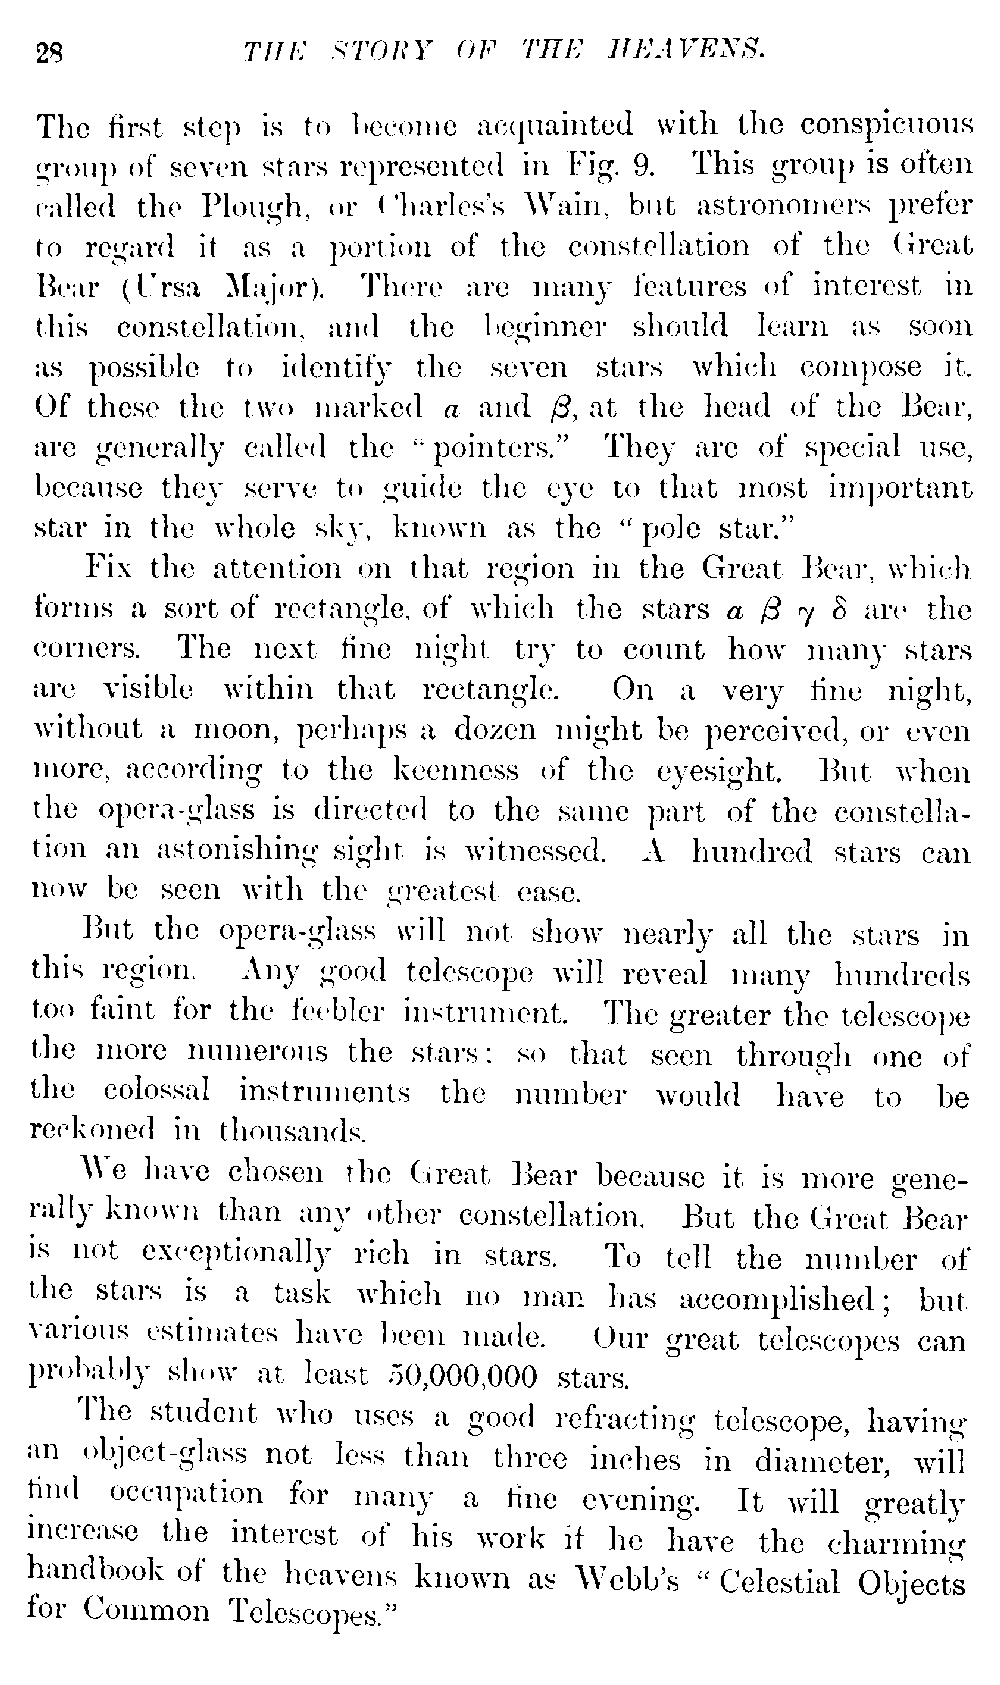 28 THE STORY OF THE HEAVENS.
The first step is to become acquainted with the conspicuous
group of seven stars represented in Fig. 9. This group is often
called the Plough, or Charles's Wain, but astronomers prefer
to regard it as a portion of the constellation of the Great
Bear (Ursa Major). There are many features of interest in
this constellation, and the beginner should learn as soon
as possible to identify the seven stars which compose it.
Of these the two marked α and β, at the head of the Bear,
are generally called the "pointers." They are of special use,
because they serve to guide the eye to that most important
star in the whole sky, known as the "pole star."
Fix the attention on that region in the Great Bear, which
forms a sort of rectangle, of which the stars α β γ δ are the
corners. The next fine night try to count how many stars
are visible within that rectangle. On a very fine night,
without a moon, perhaps a dozen might be perceived, or even
more, according to the keenness of the eyesight. But when
the opera-glass is directed to the same part of the constella-
tion an astonishing sight is witnessed. A hundred stars can
now be seen with the greatest ease.
But the opera-glass will not show nearly all the stars in
this region. Any good telescope will reveal many hundreds
too faint for the feebler instrument. The greater the telescope
the more numerous the stars: so that seen through one of
the colossal instruments the number would have to be
reckoned in thousands.
We have chosen the Great Bear because it is more gene-
rally known than any other constellation. But the Great Bear
is not exceptionally rich in stars. To tell the number of
the stars is a task which no man has accomplished; but
various estimates have been made. Our great telescopes can
probably show at least 50,000,000 stars.
The student who uses a good refracting telescope, having
an object-glass not less than three inches in diameter, will
find occupation for many a fine evening. It will greatly
increase the interest of his work if he have the charming
handbook of the heavens known as Webb's "Celestial Objects
for Common Telescopes."